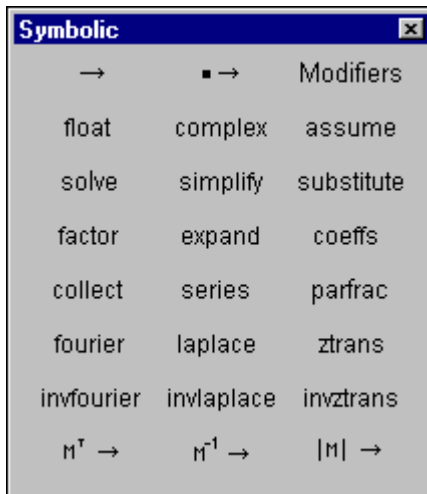 Symbolic
→ ▪ → Modifiers
float complex assume
solve simplify substitute
factor expand coeffs
collect series parfrac
fourier laplace ztrans
invfourier invlaplace invztrans
Mᵀ → M⁻¹ → |M| →